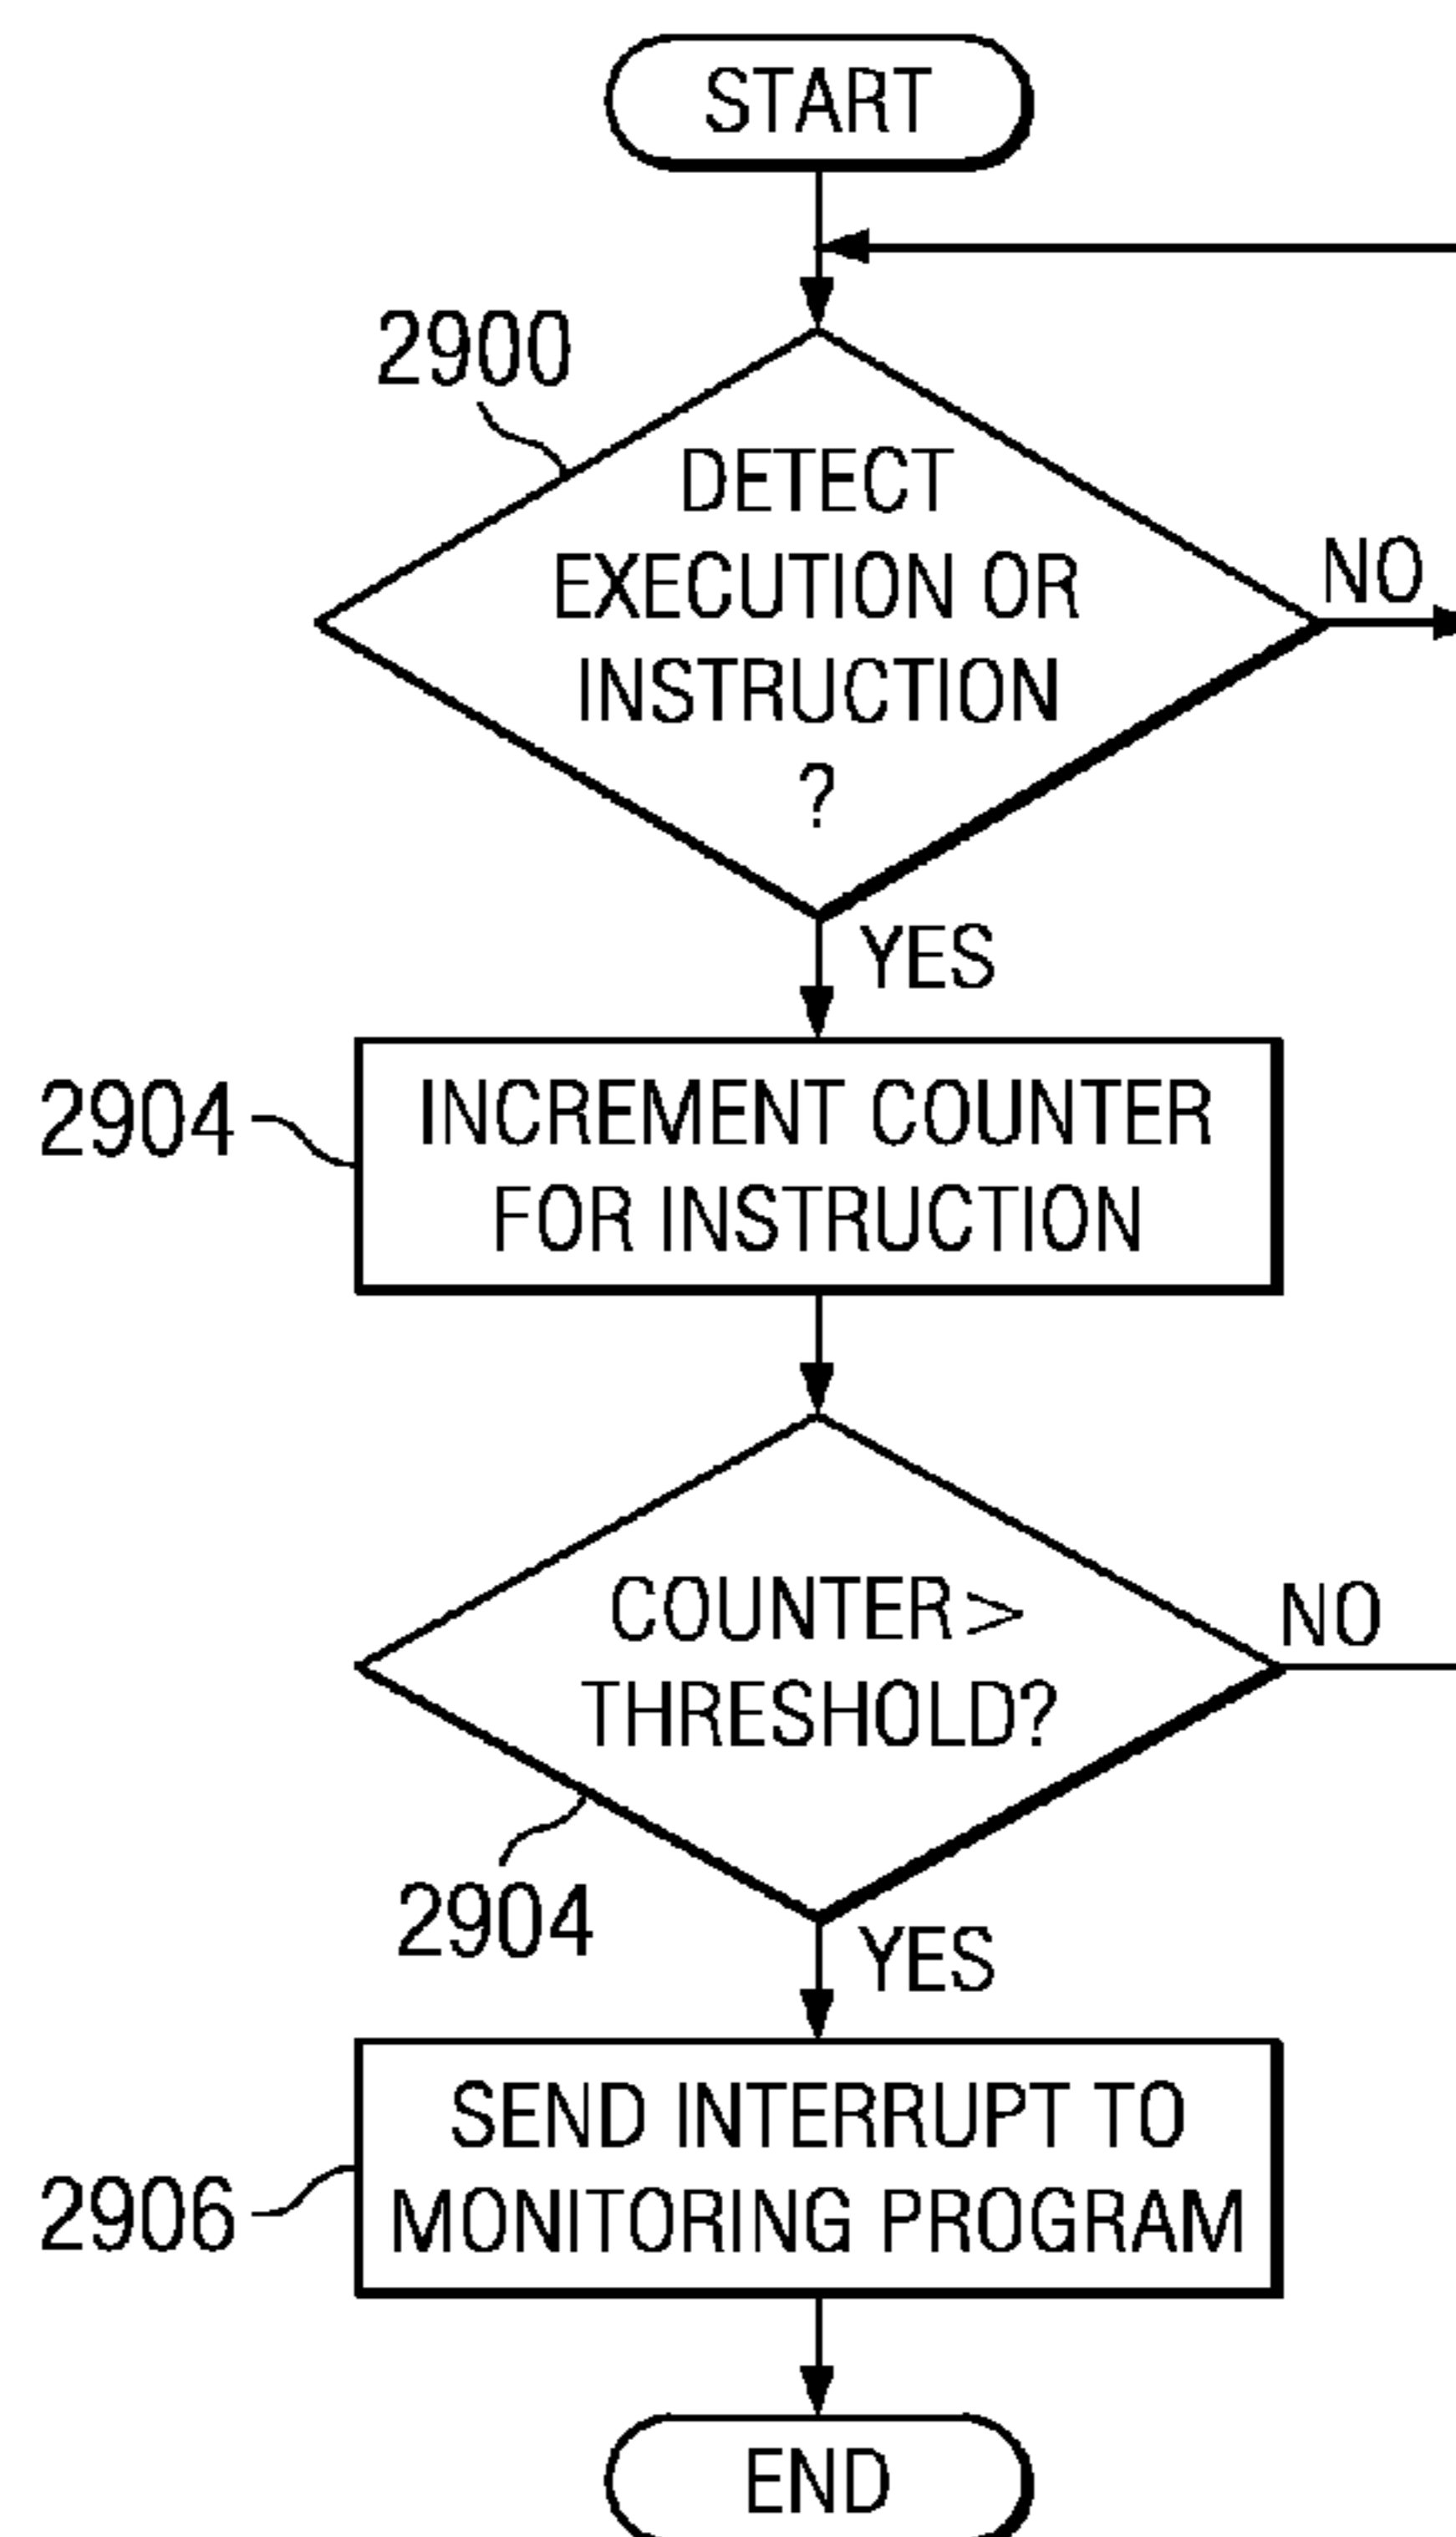 START
2900
DETECT
EXECUTION OR
INSTRUCTION
?
NO
YES
2904
INCREMENT COUNTER
FOR INSTRUCTION
COUNTER>
THRESHOLD?
NO
2904
YES
2906
SEND INTERRUPT TO
MONITORING PROGRAM
END